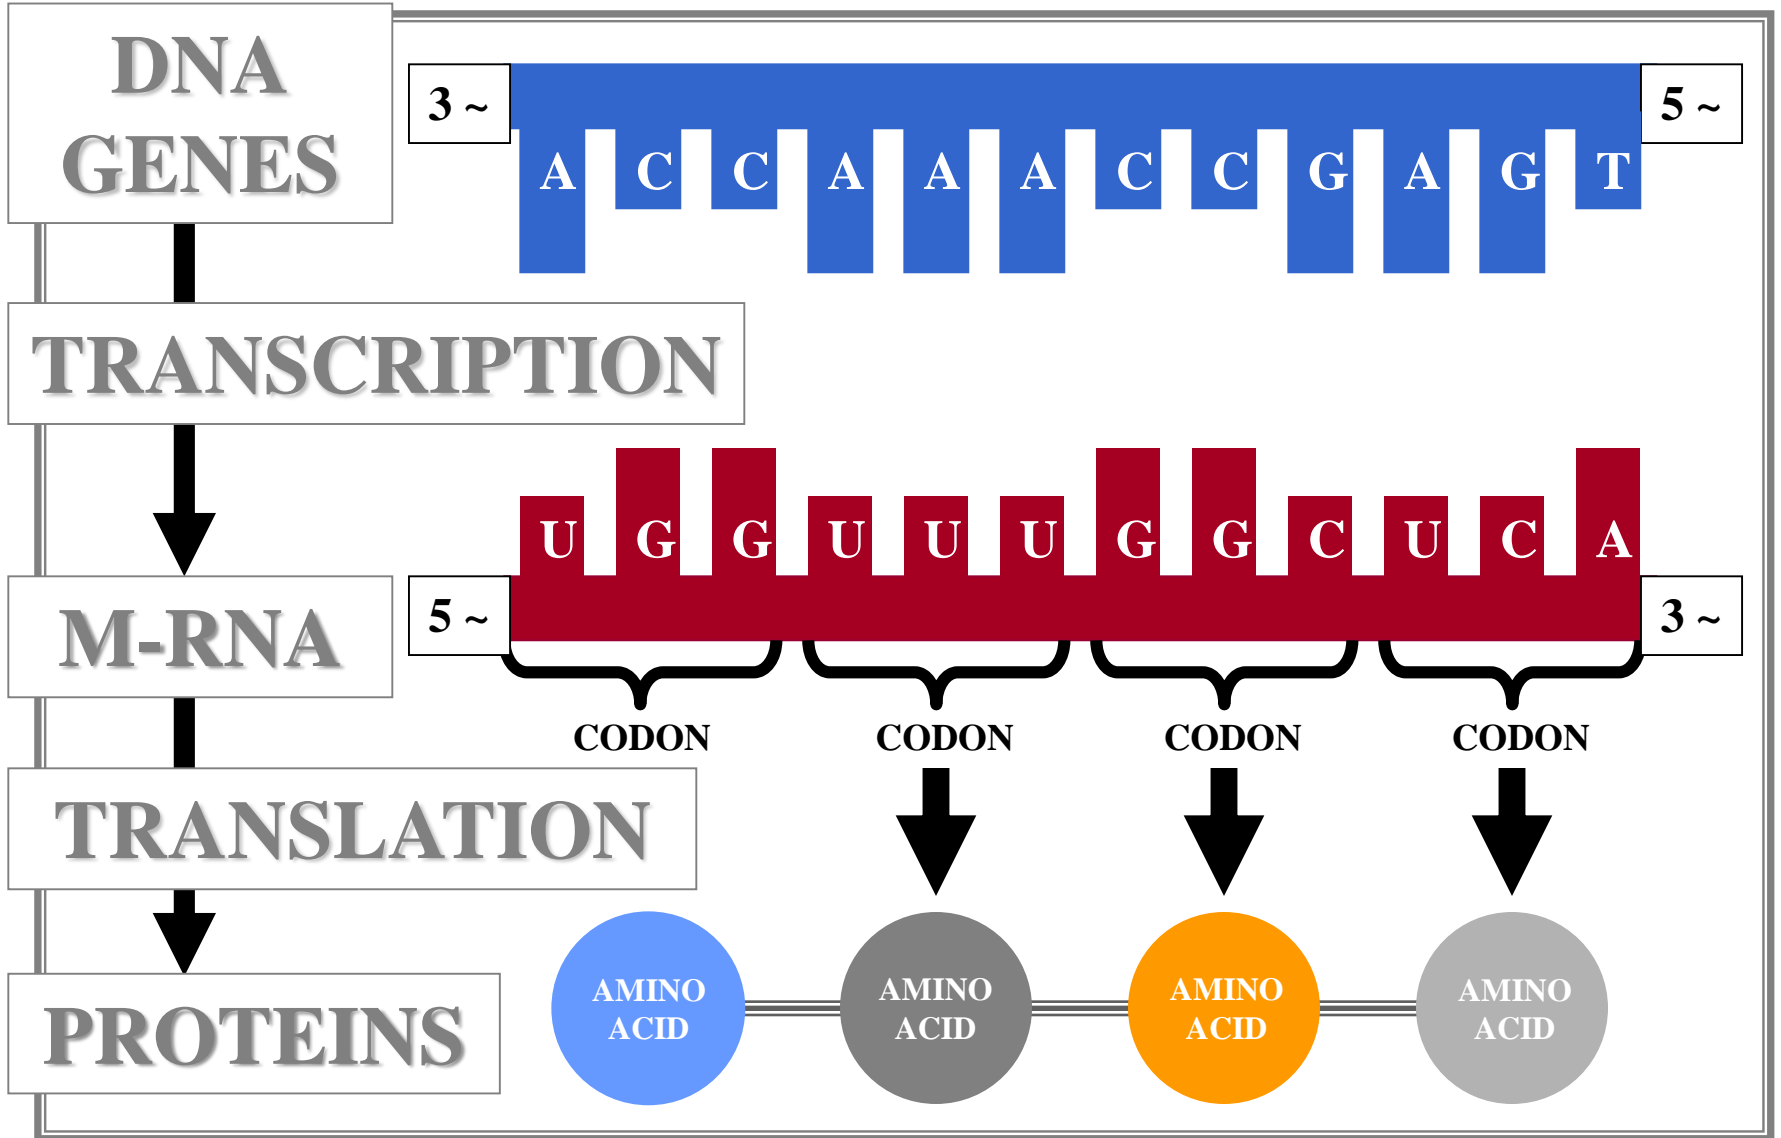 DNA
GENES
3 ~
5 ~
A C C A A A C C G A G T
TRANSCRIPTION
U G G U U U G G C U C A
M-RNA
5 ~
3 ~
CODON CODON CODON CODON
TRANSLATION
PROTEINS
AMINO
ACID
AMINO
ACID
AMINO
ACID
AMINO
ACID